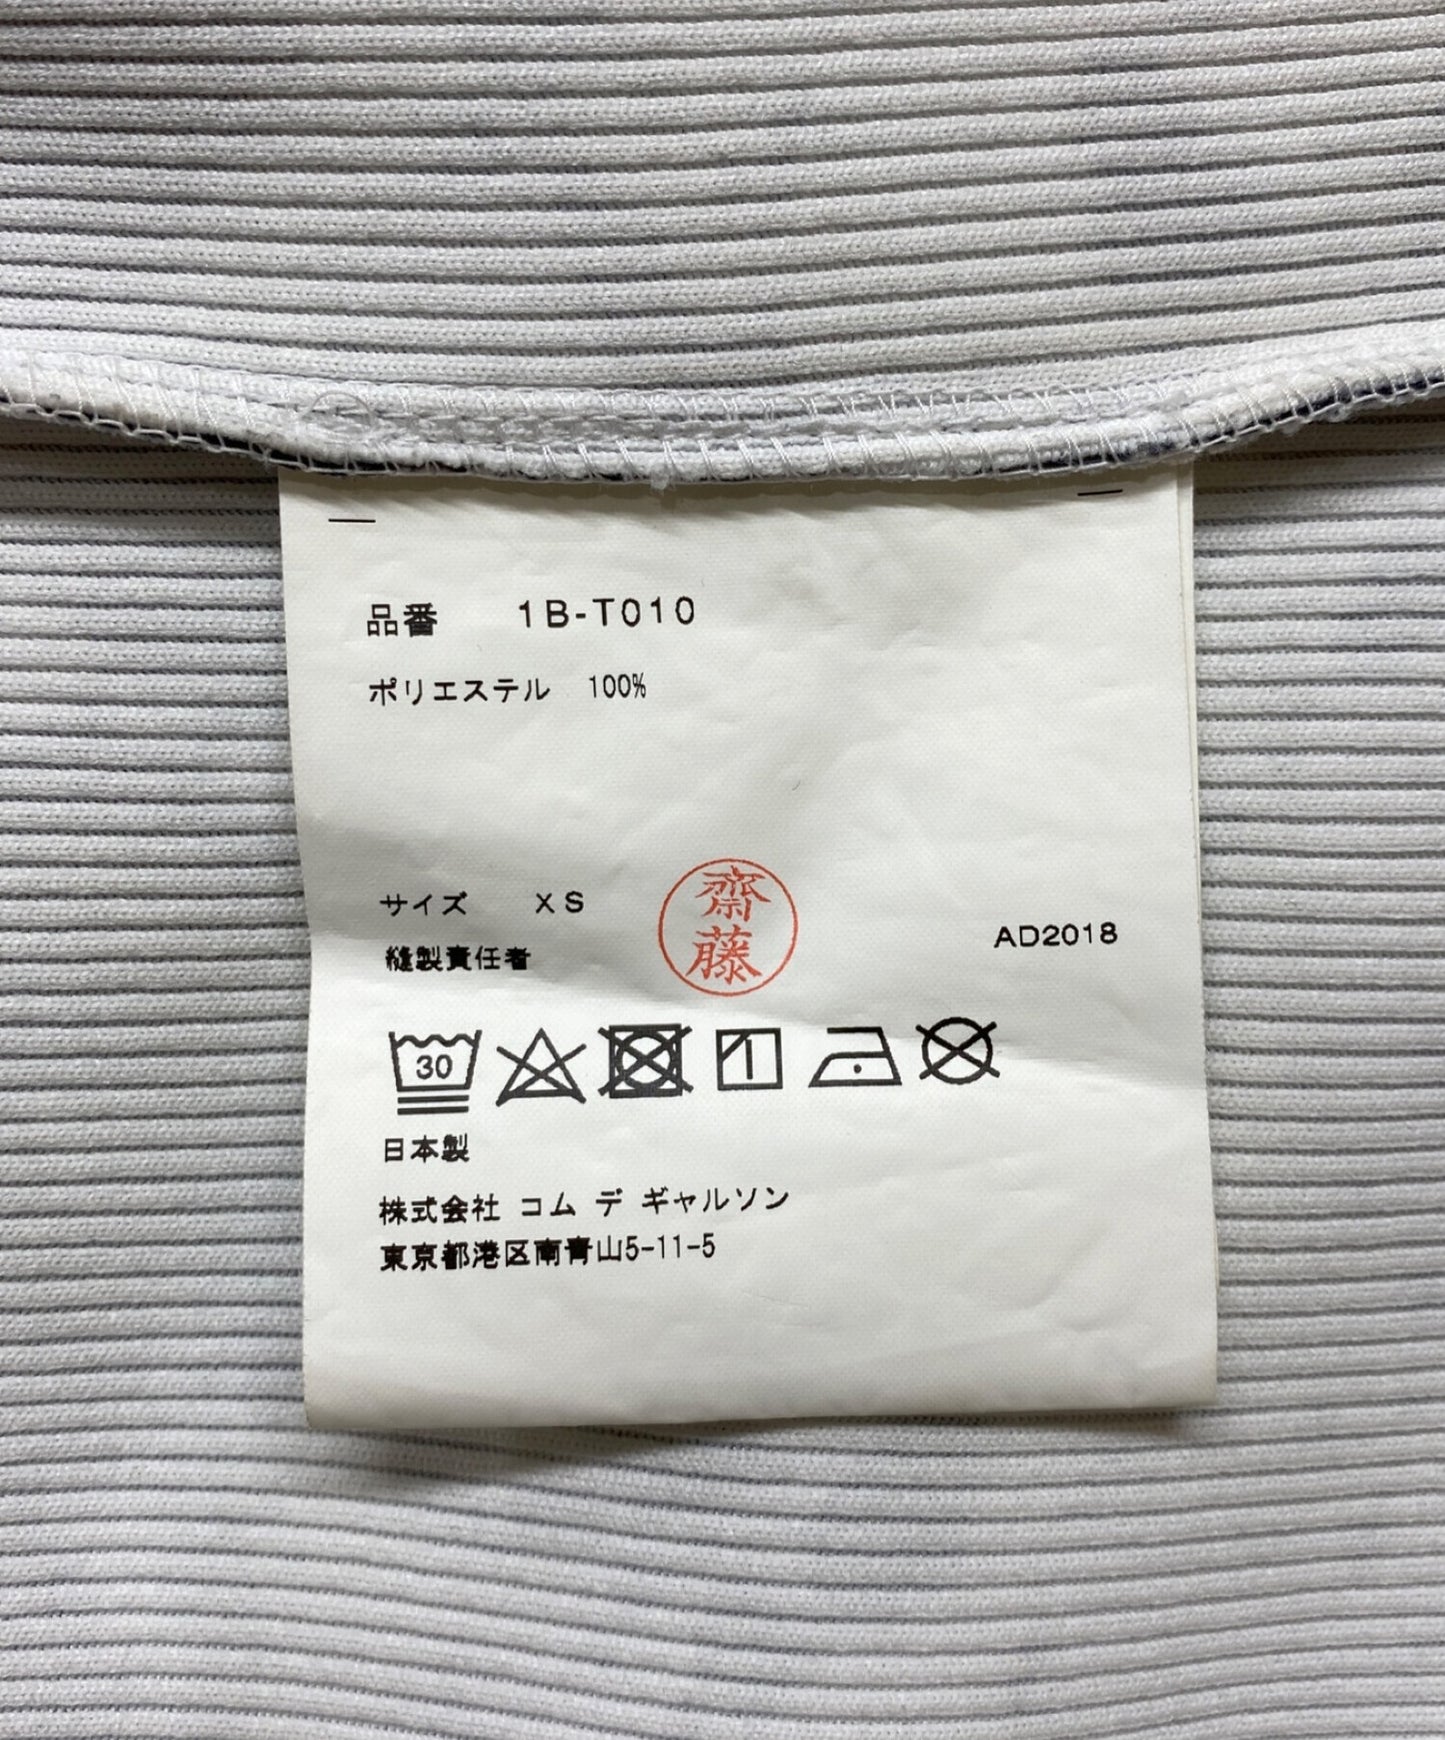 品番 1B-T010
ポリエステル 100%
サイズ XS
縫製責任者
齋藤
AD2018
30
日本製
株式会社 コム デ ギャルソン
東京都港区南青山5-11-5